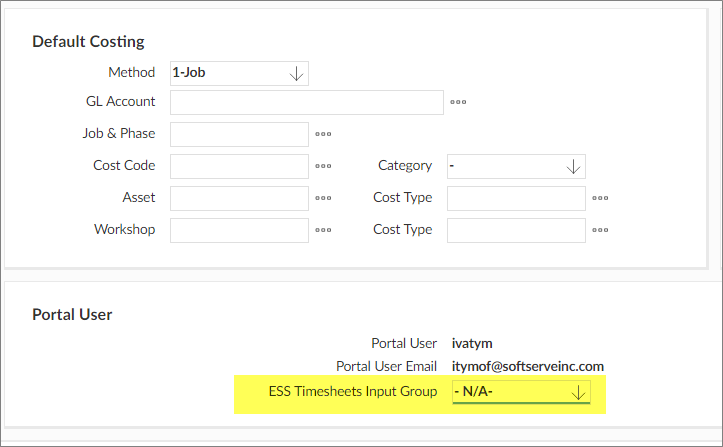 Default Costing
Method 1-Job
GL Account
Job & Phase
Cost Code Category -
Asset Cost Type
Workshop Cost Type
Portal User
Portal User ivatym
Portal User Email itymof@softserveinc.com
ESS Timesheets Input Group - N/A-